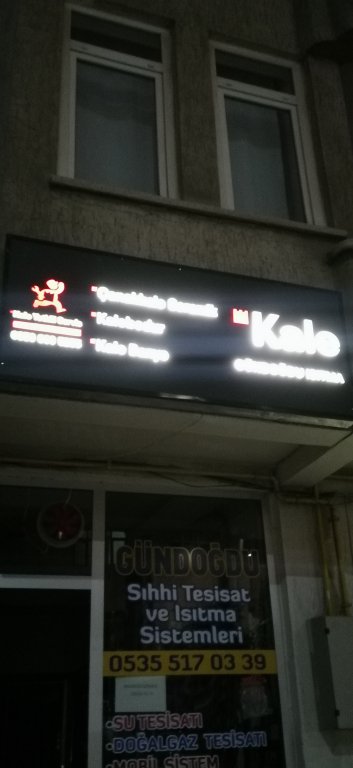 Çanakkale Seramik
Kalebodur
Kale Banyo
Kale
GÜNDOĞDU
Sıhhi Tesisat
ve Isıtma
Sistemleri
0535 517 03 39
•SU TESİSATI
•DOĞALGAZ TESİSATI
•MOBİL SİSTEM